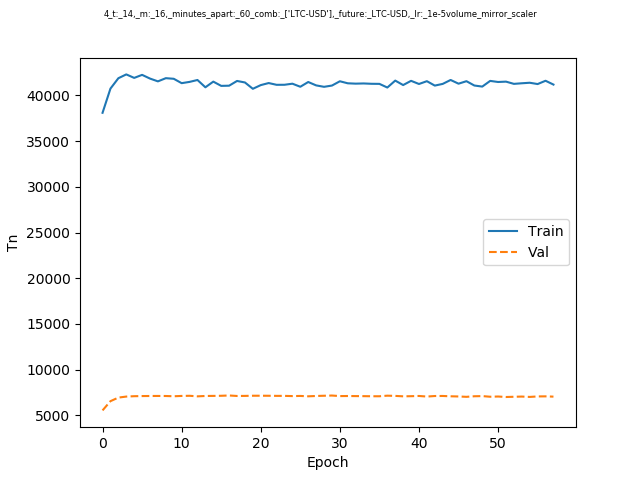 4_t:_14,_m:_16,_minutes_apart:_60_comb:_['LTC-USD'],_future:_LTC-USD,_lr:_1e-5volume_mirror_scaler
40000
35000
30000
25000
20000
15000
10000
5000
Tn
Train
Val
0 10 20 30 40 50
Epoch